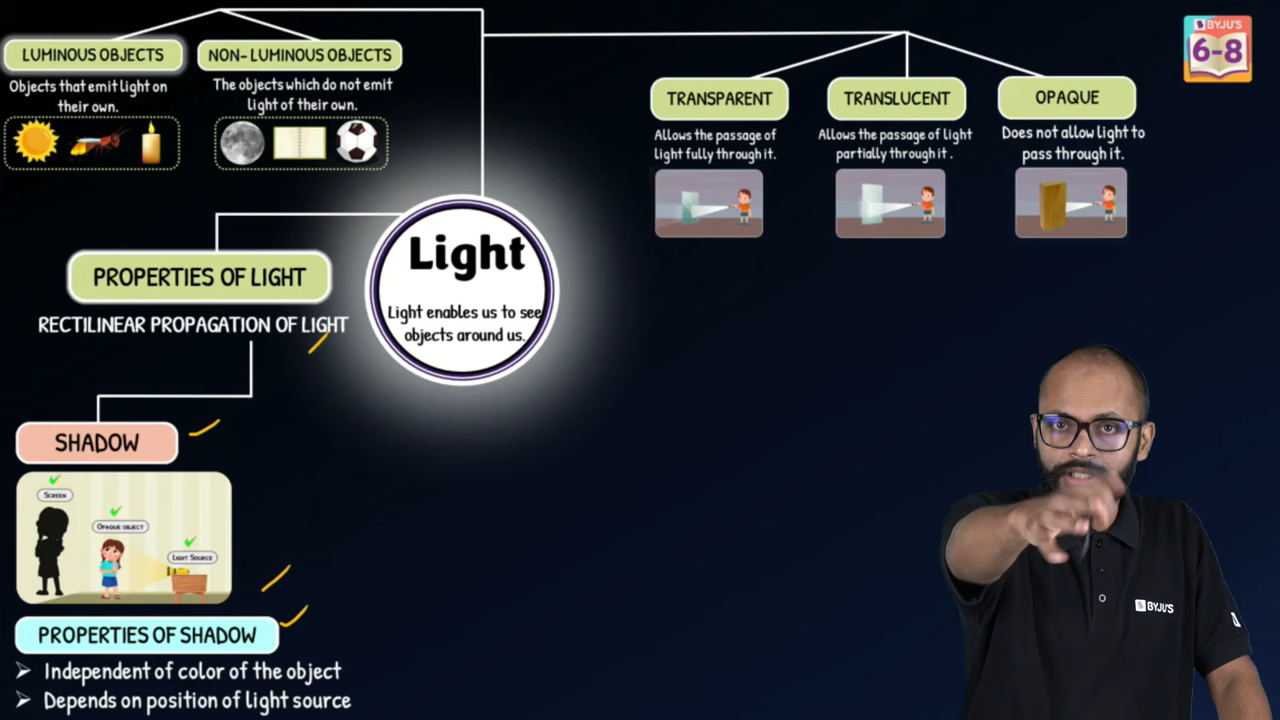 BYJU'S
6-8
LUMINOUS OBJECTS
Objects that emit light on
their own.
NON-LUMINOUS OBJECTS
The objects which do not emit
light of their own.
TRANSPARENT
Allows the passage of
light fully through it.
TRANSLUCENT
Allows the passage of light
partially through it .
OPAQUE
Does not allow light to
pass through it.
Light
Light enables us to see
objects around us.
PROPERTIES OF LIGHT
RECTILINEAR PROPAGATION OF LIGHT
SHADOW
SCREEN
OPAQUE OBJECT
LIGHT SOURCE
PROPERTIES OF SHADOW
➢ Independent of color of the object
➢ Depends on position of light source
BYJU'S